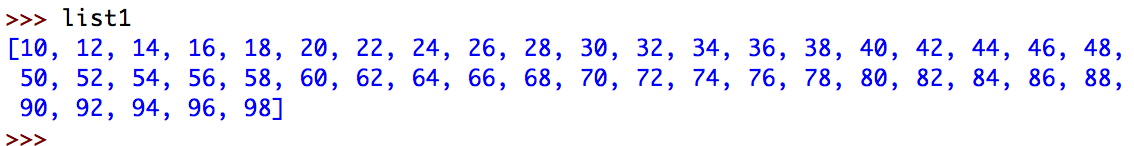 >>> list1
[10, 12, 14, 16, 18, 20, 22, 24, 26, 28, 30, 32, 34, 36, 38, 40, 42, 44, 46, 48,
50, 52, 54, 56, 58, 60, 62, 64, 66, 68, 70, 72, 74, 76, 78, 80, 82, 84, 86, 88,
90, 92, 94, 96, 98]
>>>